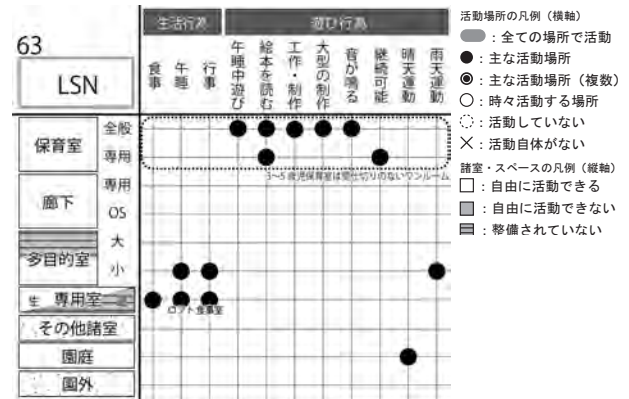 63
LSN
生活行為
遊び行為
食事
午睡
行事
午睡中遊び
絵本を読む
工作・制作
大型の制作
音が鳴る
継続可能
晴天運動
雨天運動
保育室
全般
専用
廊下
専用
OS
多目的室
大
小
生 専用室
その他諸室
園庭
園外
3〜5歳児保育室は間仕切りのないワンルーム
ロフト 食事室
活動場所の凡例（横軸）
：全ての場所で活動
：主な活動場所
：主な活動場所（複数）
：時々活動する場所
：活動していない
：活動自体がない
諸室・スペースの凡例（縦軸）
：自由に活動できる
：自由に活動できない
：整備されていない